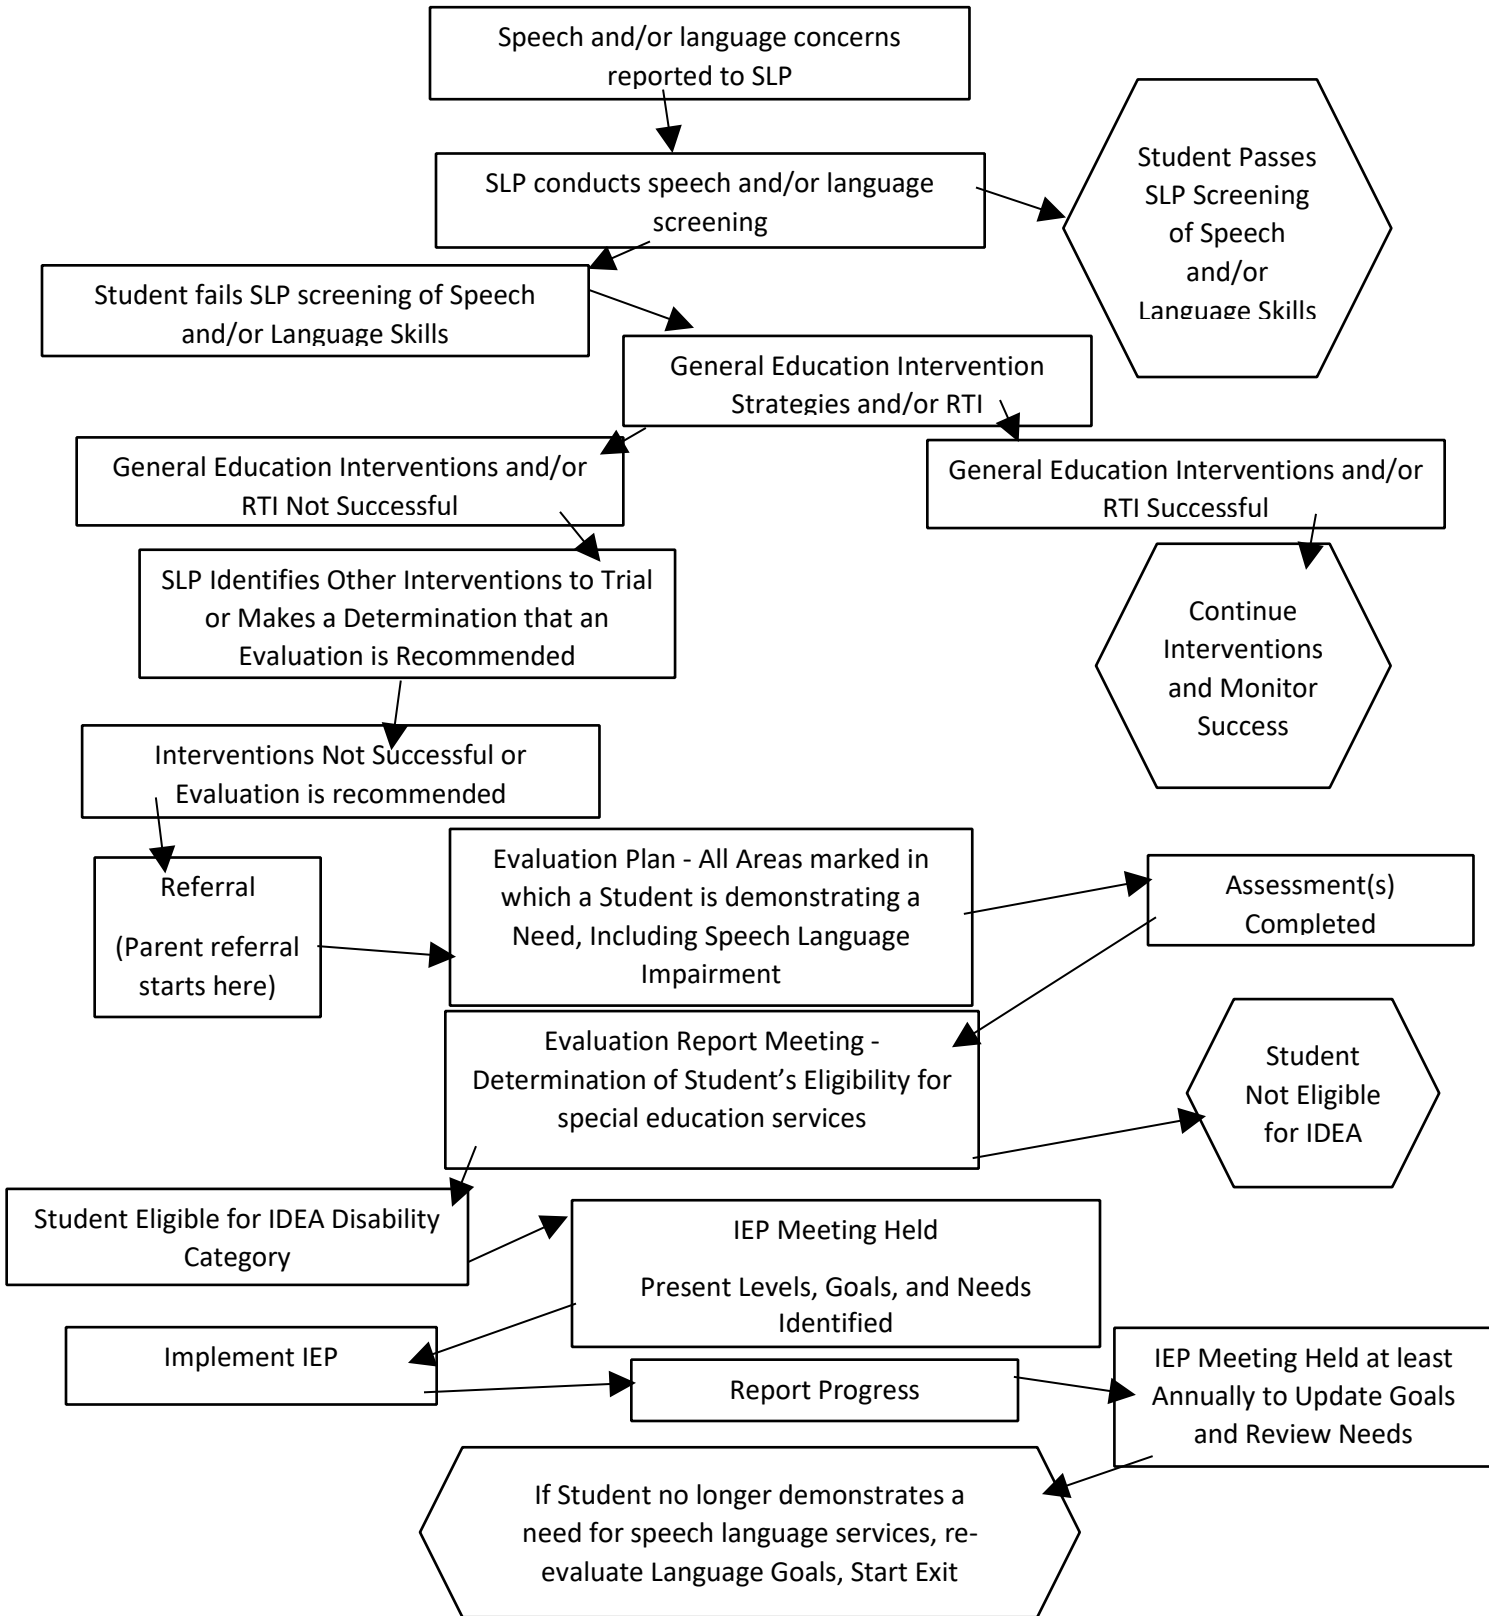 Speech and/or language concerns
reported to SLP
SLP conducts speech and/or language
screening
Student Passes
SLP Screening
of Speech
and/or
Language Skills
Student fails SLP screening of Speech
and/or Language Skills
General Education Intervention
Strategies and/or RTI
General Education Interventions and/or
RTI Not Successful
General Education Interventions and/or
RTI Successful
SLP Identifies Other Interventions to Trial
or Makes a Determination that an
Evaluation is Recommended
Continue
Interventions
and Monitor
Success
Interventions Not Successful or
Evaluation is recommended
Referral
(Parent referral
starts here)
Evaluation Plan - All Areas marked in
which a Student is demonstrating a
Need, Including Speech Language
Impairment
Assessment(s)
Completed
Evaluation Report Meeting -
Determination of Student’s Eligibility for
special education services
Student
Not Eligible
for IDEA
Student Eligible for IDEA Disability
Category
IEP Meeting Held
Present Levels, Goals, and Needs
Identified
Implement IEP
Report Progress
IEP Meeting Held at least
Annually to Update Goals
and Review Needs
If Student no longer demonstrates a
need for speech language services, re-
evaluate Language Goals, Start Exit